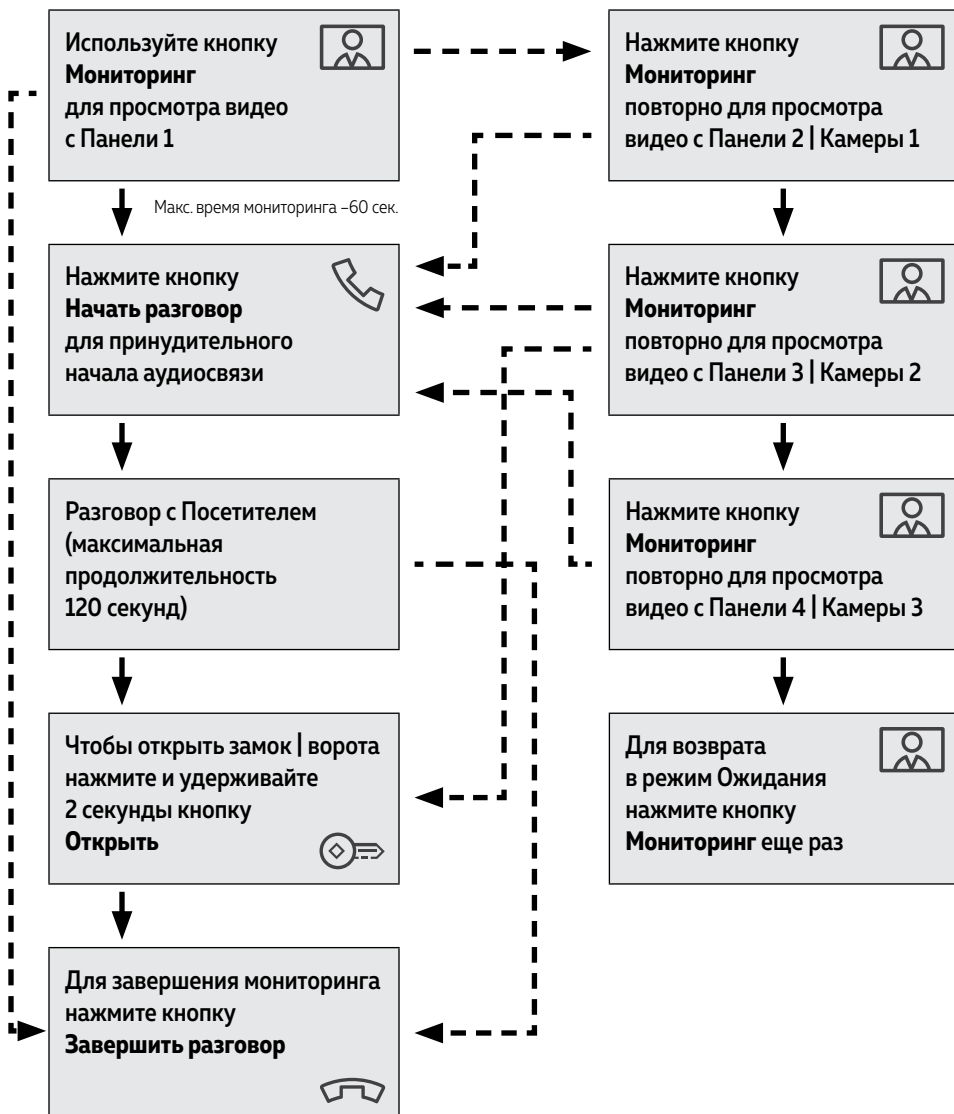 Используйте кнопку
Мониторинг
для просмотра видео
с Панели 1
Нажмите кнопку
Мониторинг
повторно для просмотра
видео с Панели 2 | Камеры 1
Макс. время мониторинга –60 сек.
Нажмите кнопку
Начать разговор
для принудительного
начала аудиосвязи
Нажмите кнопку
Мониторинг
повторно для просмотра
видео с Панели 3 | Камеры 2
Разговор с Посетителем
(максимальная
продолжительность
120 секунд)
Нажмите кнопку
Мониторинг
повторно для просмотра
видео с Панели 4 | Камеры 3
Чтобы открыть замок | ворота
нажмите и удерживайте
2 секунды кнопку
Открыть
Для возврата
в режим Ожидания
нажмите кнопку
Мониторинг еще раз
Для завершения мониторинга
нажмите кнопку
Завершить разговор